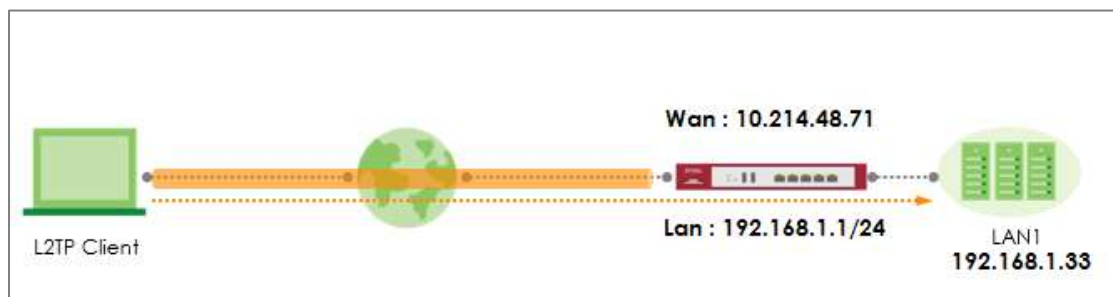 Wan : 10.214.48.71
L2TP Client
Lan : 192.168.1.1/24
LAN1
192.168.1.33